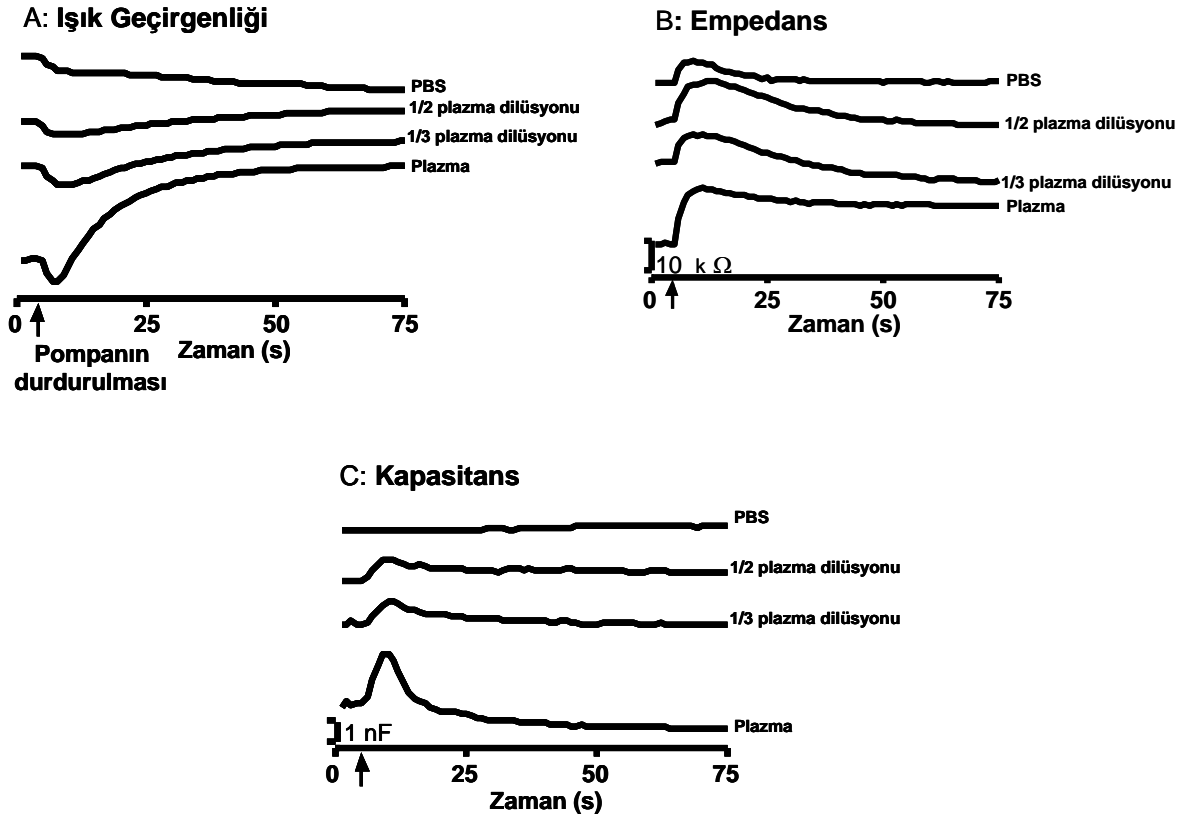 A: Işık Geçirgenliği
PBS
1/2 plazma dilüsyonu
1/3 plazma dilüsyonu
Plazma
0 25 50 75
Zaman (s)
Pompanın
durdurulması
B: Empedans
PBS
1/2 plazma dilüsyonu
1/3 plazma dilüsyonu
Plazma
10 k Ω
0 25 50 75
Zaman (s)
C: Kapasitans
PBS
1/2 plazma dilüsyonu
1/3 plazma dilüsyonu
Plazma
1 nF
0 25 50 75
Zaman (s)